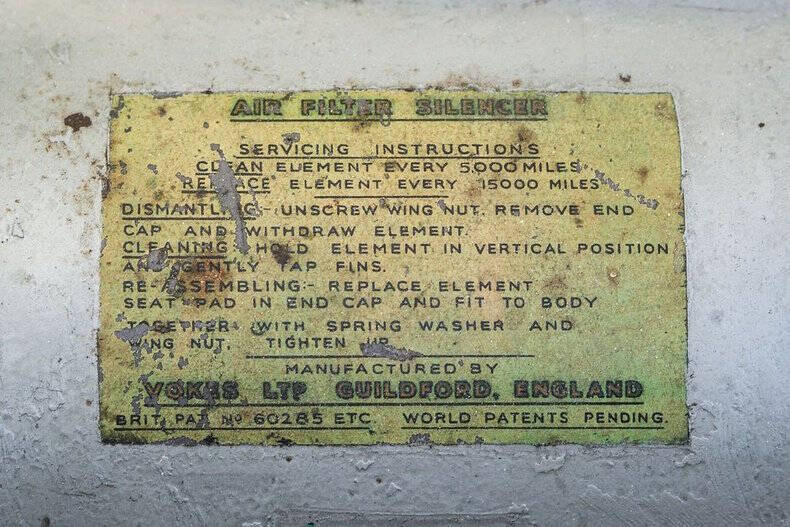 AIR FILTER SILENCER
SERVICING INSTRUCTIONS
CLEAN ELEMENT EVERY 5000 MILES
REPLACE ELEMENT EVERY 15000 MILES
DISMANTLING:- UNSCREW WING NUT. REMOVE END
CAP AND WITHDRAW ELEMENT.
CLEANING:- HOLD ELEMENT IN VERTICAL POSITION
AND GENTLY TAP FINS.
RE-ASSEMBLING:- REPLACE ELEMENT
SEAT PAD IN END CAP AND FIT TO BODY
TOGETHER WITH SPRING WASHER AND
WING NUT. TIGHTEN UP
MANUFACTURED BY
VOKES LTD GUILDFORD, ENGLAND
BRIT. PAT. Nº 60285 ETC WORLD PATENTS PENDING.